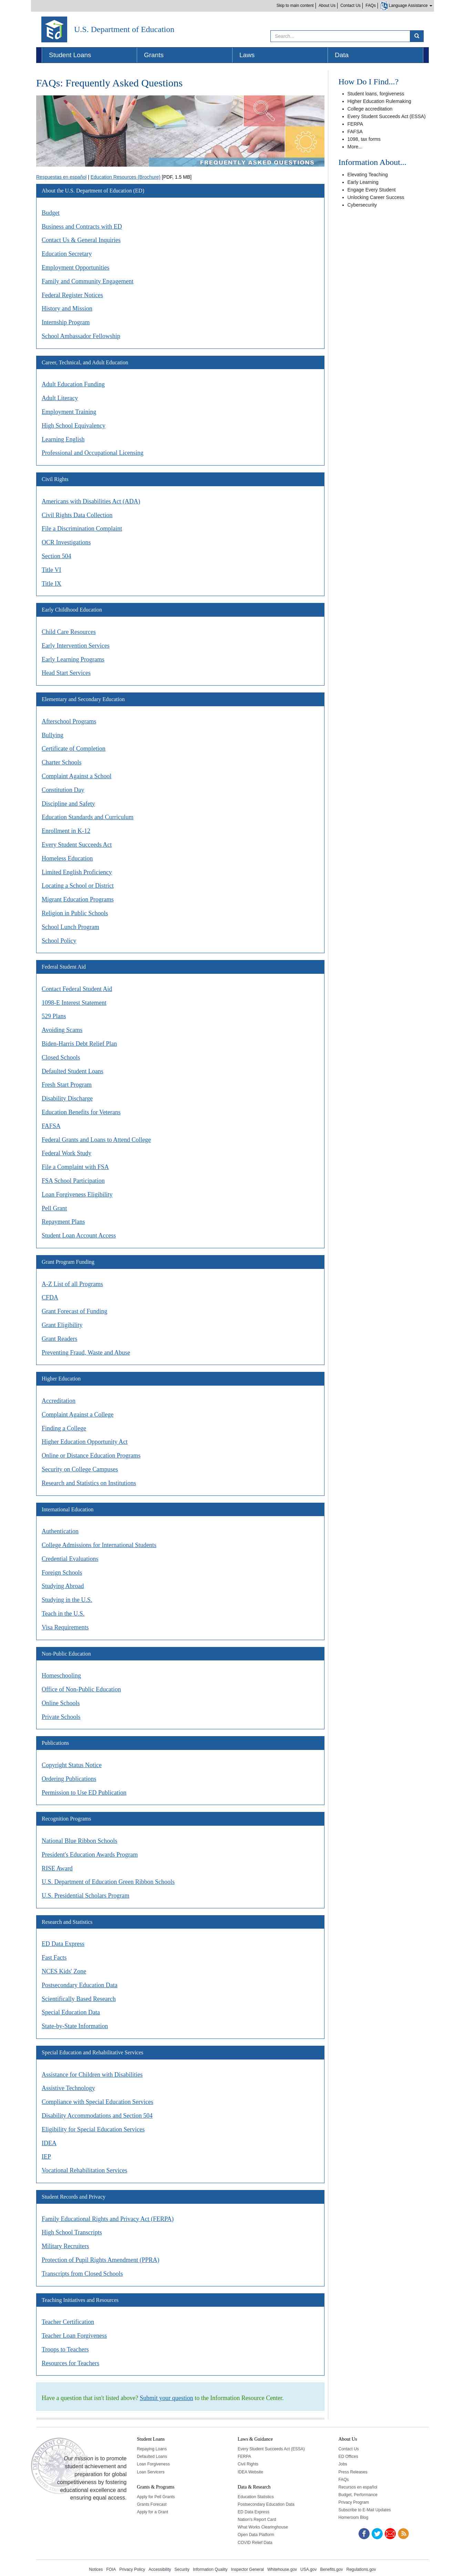 Skip to main content | About Us | Contact Us | FAQs | Language Assistance
U.S. Department of Education
Search...
Student Loans
Grants
Laws
Data
FAQs: Frequently Asked Questions
FREQUENTLY ASKED QUESTIONS
Respuestas en español | Education Resources (Brochure) [PDF, 1.5 MB]
About the U.S. Department of Education (ED)
Budget
Business and Contracts with ED
Contact Us & General Inquiries
Education Secretary
Employment Opportunities
Family and Community Engagement
Federal Register Notices
History and Mission
Internship Program
School Ambassador Fellowship
Career, Technical, and Adult Education
Adult Education Funding
Adult Literacy
Employment Training
High School Equivalency
Learning English
Professional and Occupational Licensing
Civil Rights
Americans with Disabilities Act (ADA)
Civil Rights Data Collection
File a Discrimination Complaint
OCR Investigations
Section 504
Title VI
Title IX
Early Childhood Education
Child Care Resources
Early Intervention Services
Early Learning Programs
Head Start Services
Elementary and Secondary Education
Afterschool Programs
Bullying
Certificate of Completion
Charter Schools
Complaint Against a School
Constitution Day
Discipline and Safety
Education Standards and Curriculum
Enrollment in K-12
Every Student Succeeds Act
Homeless Education
Limited English Proficiency
Locating a School or District
Migrant Education Programs
Religion in Public Schools
School Lunch Program
School Policy
Federal Student Aid
Contact Federal Student Aid
1098-E Interest Statement
529 Plans
Avoiding Scams
Biden-Harris Debt Relief Plan
Closed Schools
Defaulted Student Loans
Fresh Start Program
Disability Discharge
Education Benefits for Veterans
FAFSA
Federal Grants and Loans to Attend College
Federal Work Study
File a Complaint with FSA
FSA School Participation
Loan Forgiveness Eligibility
Pell Grant
Repayment Plans
Student Loan Account Access
Grant Program Funding
A-Z List of all Programs
CFDA
Grant Forecast of Funding
Grant Eligibility
Grant Readers
Preventing Fraud, Waste and Abuse
Higher Education
Accreditation
Complaint Against a College
Finding a College
Higher Education Opportunity Act
Online or Distance Education Programs
Security on College Campuses
Research and Statistics on Institutions
International Education
Authentication
College Admissions for International Students
Credential Evaluations
Foreign Schools
Studying Abroad
Studying in the U.S.
Teach in the U.S.
Visa Requirements
Non-Public Education
Homeschooling
Office of Non-Public Education
Online Schools
Private Schools
Publications
Copyright Status Notice
Ordering Publications
Permission to Use ED Publication
Recognition Programs
National Blue Ribbon Schools
President's Education Awards Program
RISE Award
U.S. Department of Education Green Ribbon Schools
U.S. Presidential Scholars Program
Research and Statistics
ED Data Express
Fast Facts
NCES Kids' Zone
Postsecondary Education Data
Scientifically Based Research
Special Education Data
State-by-State Information
Special Education and Rehabilitative Services
Assistance for Children with Disabilities
Assistive Technology
Compliance with Special Education Services
Disability Accommodations and Section 504
Eligibility for Special Education Services
IDEA
IEP
Vocational Rehabilitation Services
Student Records and Privacy
Family Educational Rights and Privacy Act (FERPA)
High School Transcripts
Military Recruiters
Protection of Pupil Rights Amendment (PPRA)
Transcripts from Closed Schools
Teaching Initiatives and Resources
Teacher Certification
Teacher Loan Forgiveness
Troops to Teachers
Resources for Teachers
Have a question that isn't listed above? Submit your question to the Information Resource Center.
How Do I Find...?
Student loans, forgiveness
Higher Education Rulemaking
College accreditation
Every Student Succeeds Act (ESSA)
FERPA
FAFSA
1098, tax forms
More...
Information About...
Elevating Teaching
Early Learning
Engage Every Student
Unlocking Career Success
Cybersecurity
Our mission is to promote
student achievement and
preparation for global
competitiveness by fostering
educational excellence and
ensuring equal access.
Student Loans
Repaying Loans
Defaulted Loans
Loan Forgiveness
Loan Servicers
Grants & Programs
Apply for Pell Grants
Grants Forecast
Apply for a Grant
Laws & Guidance
Every Student Succeeds Act (ESSA)
FERPA
Civil Rights
IDEA Website
Data & Research
Education Statistics
Postsecondary Education Data
ED Data Express
Nation's Report Card
What Works Clearinghouse
Open Data Platform
COVID Relief Data
About Us
Contact Us
ED Offices
Jobs
Press Releases
FAQs
Recursos en español
Budget, Performance
Privacy Program
Subscribe to E-Mail Updates
Homeroom Blog
Notices FOIA Privacy Policy Accessibility Security Information Quality Inspector General Whitehouse.gov USA.gov Benefits.gov Regulations.gov